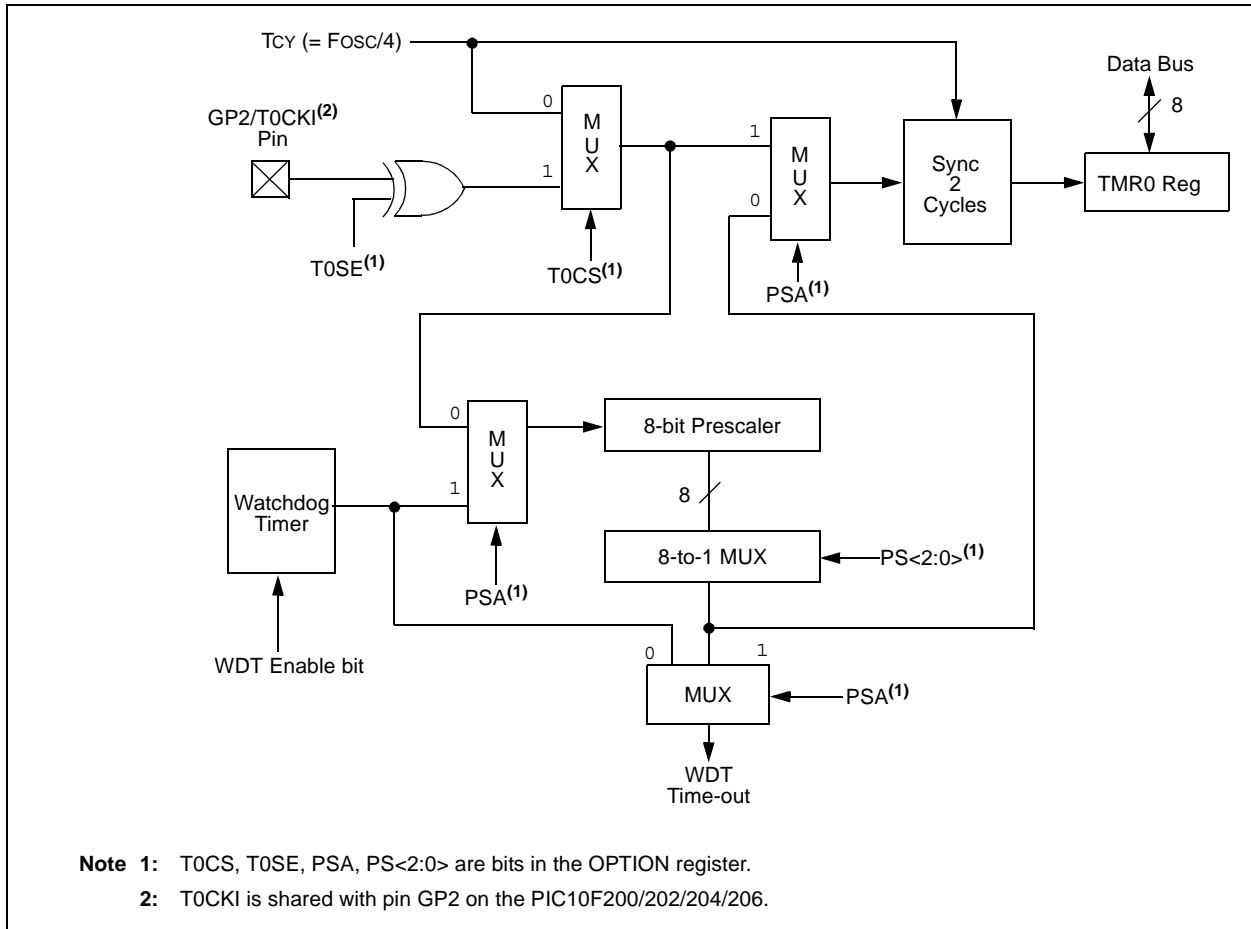 TCY (= FOSC/4)
Data Bus
8
GP2/T0CKI(2)
Pin
0
1
M
U
X
1
0
M
U
X
Sync
2
Cycles
TMR0 Reg
T0SE(1)
T0CS(1)
PSA(1)
0
1
M
U
X
8-bit Prescaler
Watchdog
Timer
8
8-to-1 MUX
PS<2:0>(1)
PSA(1)
WDT Enable bit
0
1
MUX
PSA(1)
WDT
Time-out
Note 1: T0CS, T0SE, PSA, PS<2:0> are bits in the OPTION register.
2: T0CKI is shared with pin GP2 on the PIC10F200/202/204/206.